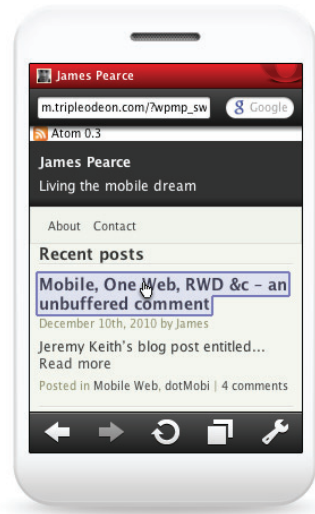 James Pearce
m.tripleodeon.com/?wpmp_sw
g Google
Atom 0.3
James Pearce
Living the mobile dream
About Contact
Recent posts
Mobile, One Web, RWD &c – an
unbuffered comment
December 10th, 2010 by James
Jeremy Keith's blog post entitled...
Read more
Posted in Mobile Web, dotMobi | 4 comments